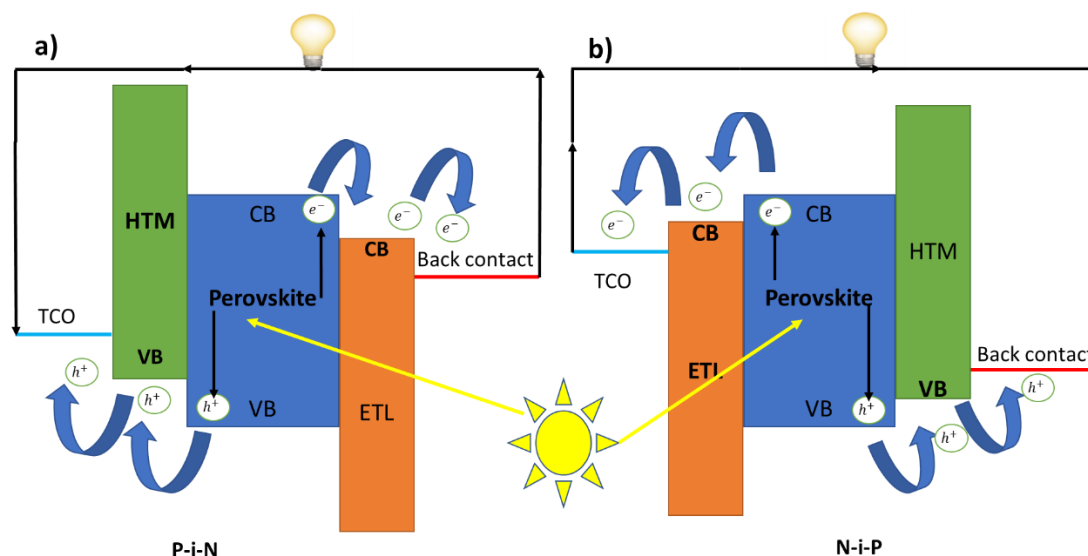 a)
HTM
CB
e⁻
e⁻
e⁻
CB
Back contact
Perovskite
TCO
VB
h⁺
h⁺
h⁺
VB
ETL
P-i-N
b)
e⁻
e⁻
e⁻
CB
CB
HTM
TCO
Perovskite
ETL
VB
h⁺
VB
Back contact
h⁺
h⁺
N-i-P